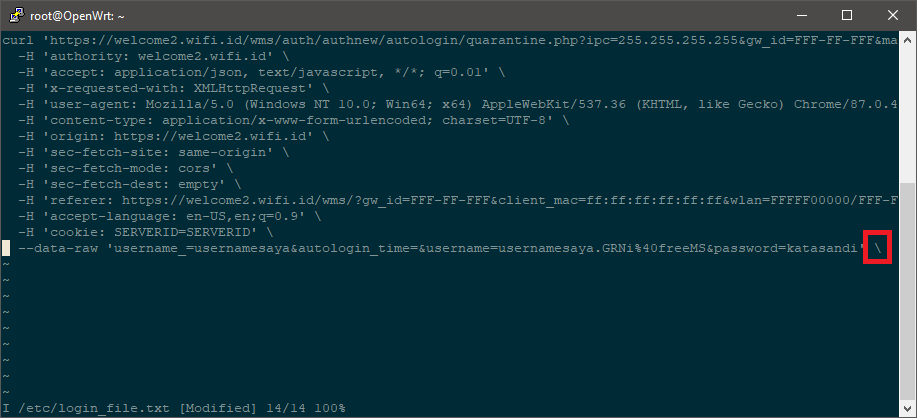 root@OpenWrt: ~
curl 'https://welcome2.wifi.id/wms/auth/authnew/autologin/quarantine.php?ipc=255.255.255.255&gw_id=FFF-FF-FFF&ma
-H 'authority: welcome2.wifi.id' \
-H 'accept: application/json, text/javascript, */*; q=0.01' \
-H 'x-requested-with: XMLHttpRequest' \
-H 'user-agent: Mozilla/5.0 (Windows NT 10.0; Win64; x64) AppleWebKit/537.36 (KHTML, like Gecko) Chrome/87.0.4
-H 'content-type: application/x-www-form-urlencoded; charset=UTF-8' \
-H 'origin: https://welcome2.wifi.id' \
-H 'sec-fetch-site: same-origin' \
-H 'sec-fetch-mode: cors' \
-H 'sec-fetch-dest: empty' \
-H 'referer: https://welcome2.wifi.id/wms/?gw_id=FFF-FF-FFF&client_mac=ff:ff:ff:ff:ff:ff&wlan=FFFFF00000/FFF-F
-H 'accept-language: en-US,en;q=0.9' \
-H 'cookie: SERVERID=SERVERID' \
--data-raw 'username_=usernamesaya&autologin_time=&username=usernamesaya.GRNi%40freeMS&password=katasandi' \
~
~
~
~
~
~
~
~
~
I /etc/login_file.txt [Modified] 14/14 100%